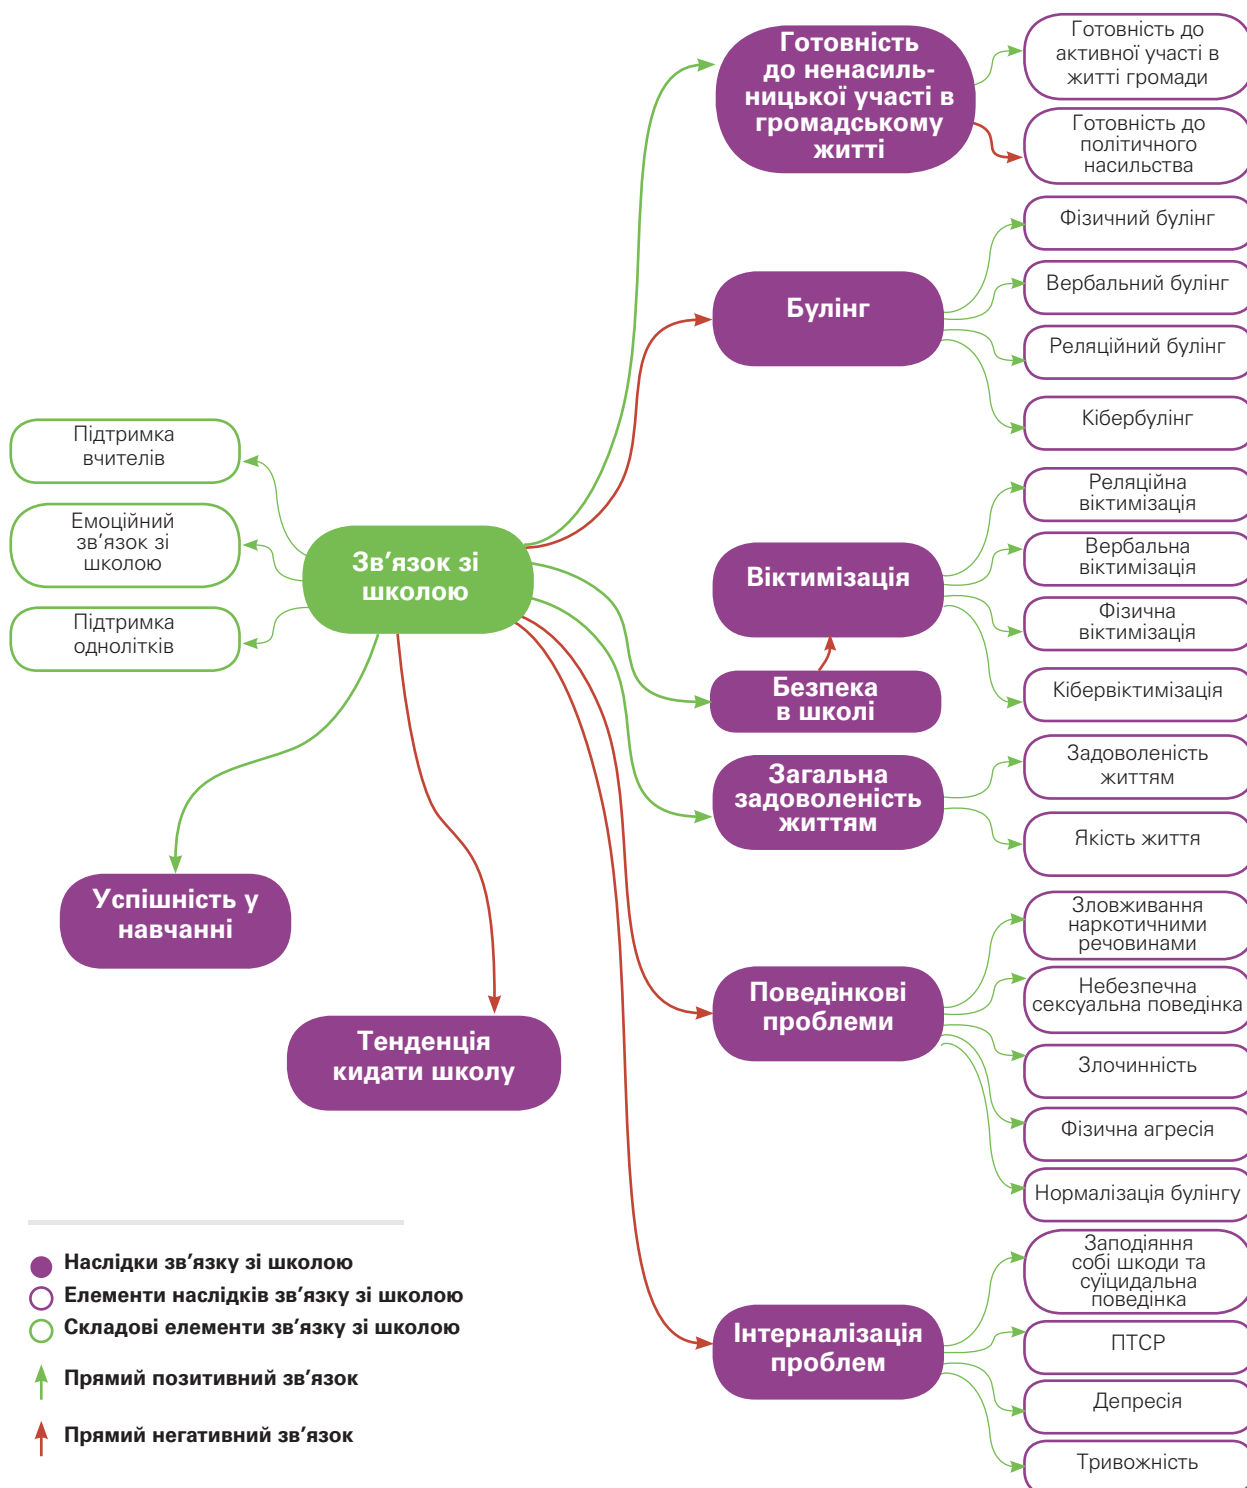 Готовність
до ненасиль-
ницької участі в
громадському
житті
Готовність до
активної участі в
житті громади
Готовність до
політичного
насильства
Булінг
Фізичний булінг
Вербальний булінг
Реляційний булінг
Кібербулінг
Підтримка
вчителів
Емоційний
зв’язок зі
школою
Підтримка
однолітків
Зв’язок зі
школою
Віктимізація
Реляційна
віктимізація
Вербальна
віктимізація
Фізична
віктимізація
Кібервіктимізація
Безпека
в школі
Загальна
задоволеність
життям
Задоволеність
життям
Якість життя
Успішність у
навчанні
Тенденція
кидати школу
Поведінкові
проблеми
Зловживання
наркотичними
речовинами
Небезпечна
сексуальна поведінка
Злочинність
Фізична агресія
Нормалізація булінгу
Інтерналізація
проблем
Заподіяння
собі шкоди та
суїцидальна
поведінка
ПТСР
Депресія
Тривожність
Наслідки зв’язку зі школою
Елементи наслідків зв’язку зі школою
Складові елементи зв’язку зі школою
Прямий позитивний зв’язок
Прямий негативний зв’язок